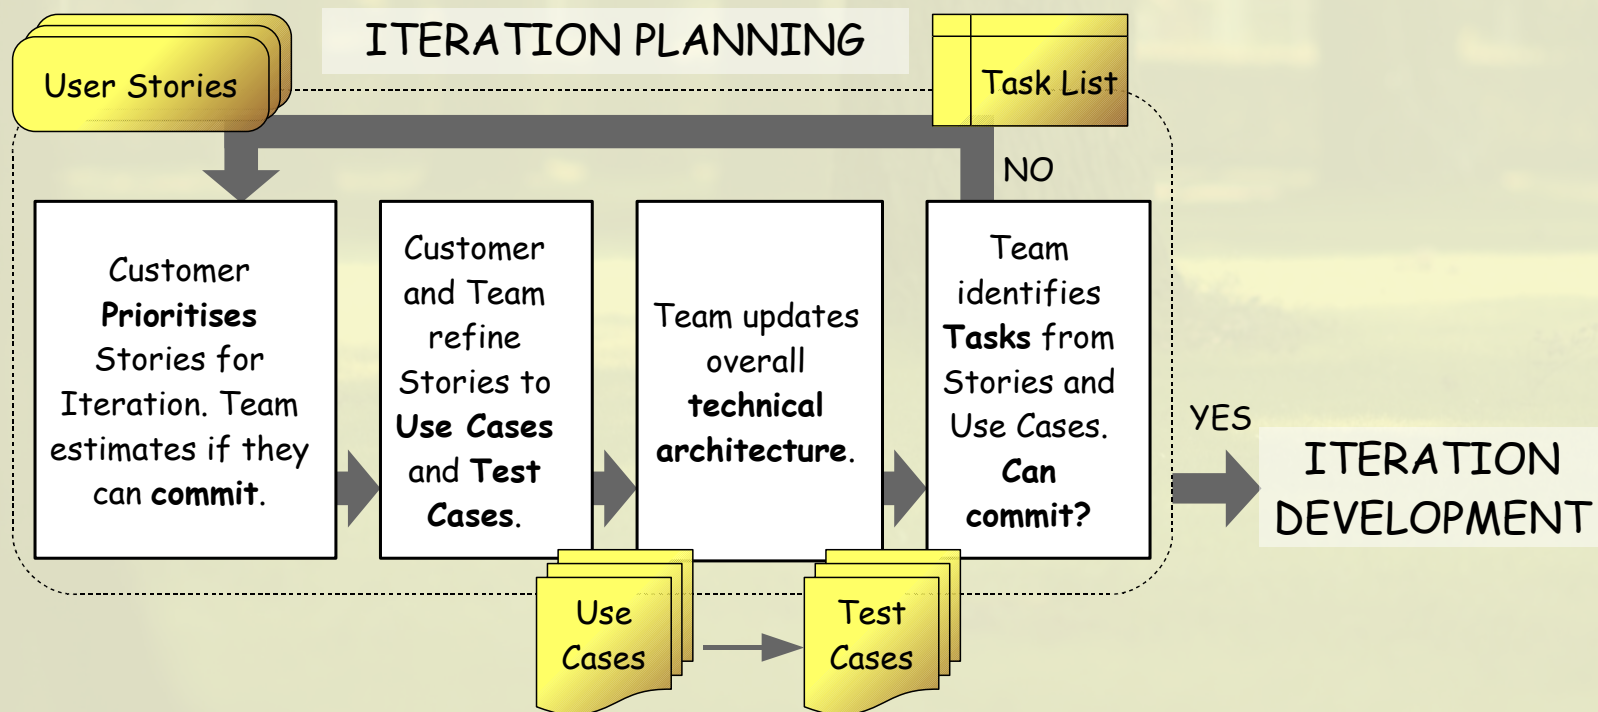 ITERATION PLANNING
User Stories
Task List
NO
Customer
Prioritises
Stories for
Iteration. Team
estimates if they
can commit.
Customer
and Team
refine
Stories to
Use Cases
and Test
Cases.
Team updates
overall
technical
architecture.
Team
identifies
Tasks from
Stories and
Use Cases.
Can
commit?
YES
ITERATION
DEVELOPMENT
Use
Cases
Test
Cases